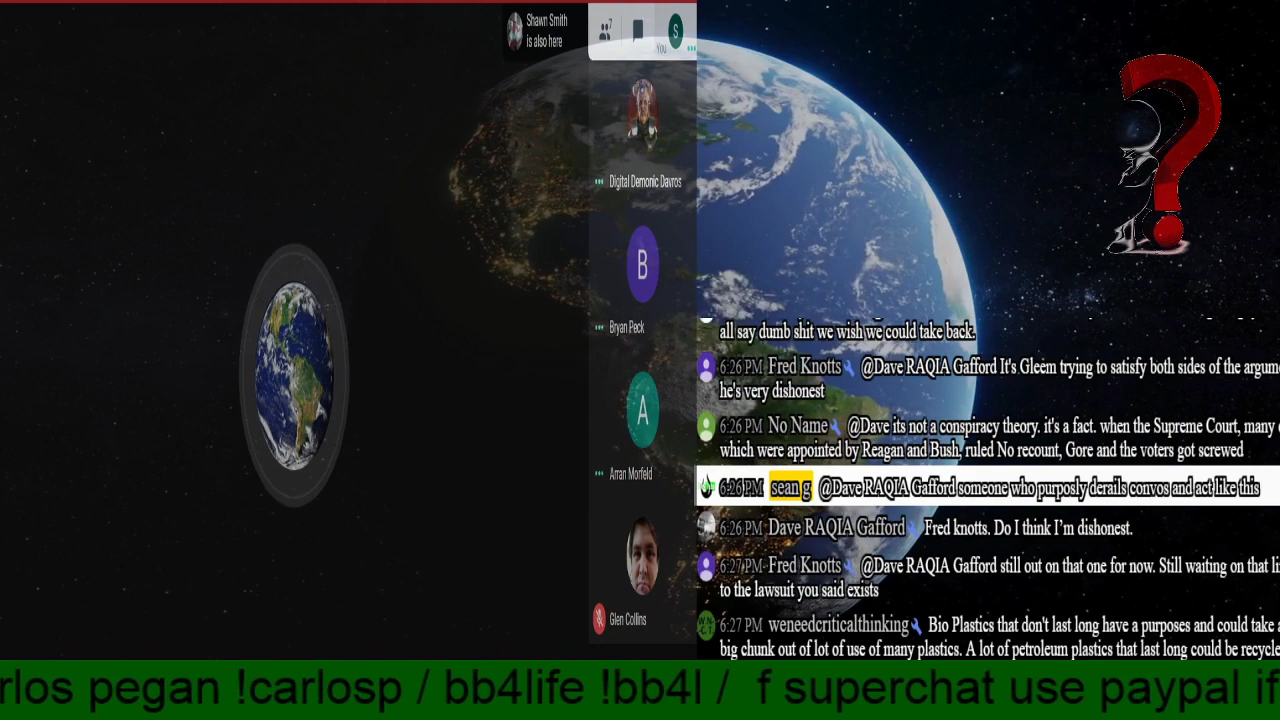 Shawn Smith
is also here
7
S
You
Digital Demonic Davros
B
Bryan Peck
A
Arran Morfeld
Glen Collins
?
all say dumb shit we wish we could take back.
6:26 PM Fred Knotts @Dave RAQIA Gafford It's Gleem trying to satisfy both sides of the argume
he's very dishonest
6:26 PM No Name @Dave its not a conspiracy theory. it's a fact. when the Supreme Court, many
which were appointed by Reagan and Bush, ruled No recount, Gore and the voters got screwed
6:26 PM sean g @Dave RAQIA Gafford someone who purposly derails convos and act like this
6:26 PM Dave RAQIA Gafford Fred knotts. Do I think I'm dishonest.
6:27 PM Fred Knotts @Dave RAQIA Gafford still out on that one for now. Still waiting on that li
to the lawsuit you said exists
6:27 PM weneedcriticalthinking Bio Plastics that don't last long have a purposes and could take a
big chunk out of lot of use of many plastics. A lot of petroleum plastics that last long could be recycle
rlos pegan !carlosp / bb4life !bb4l / f superchat use paypal if